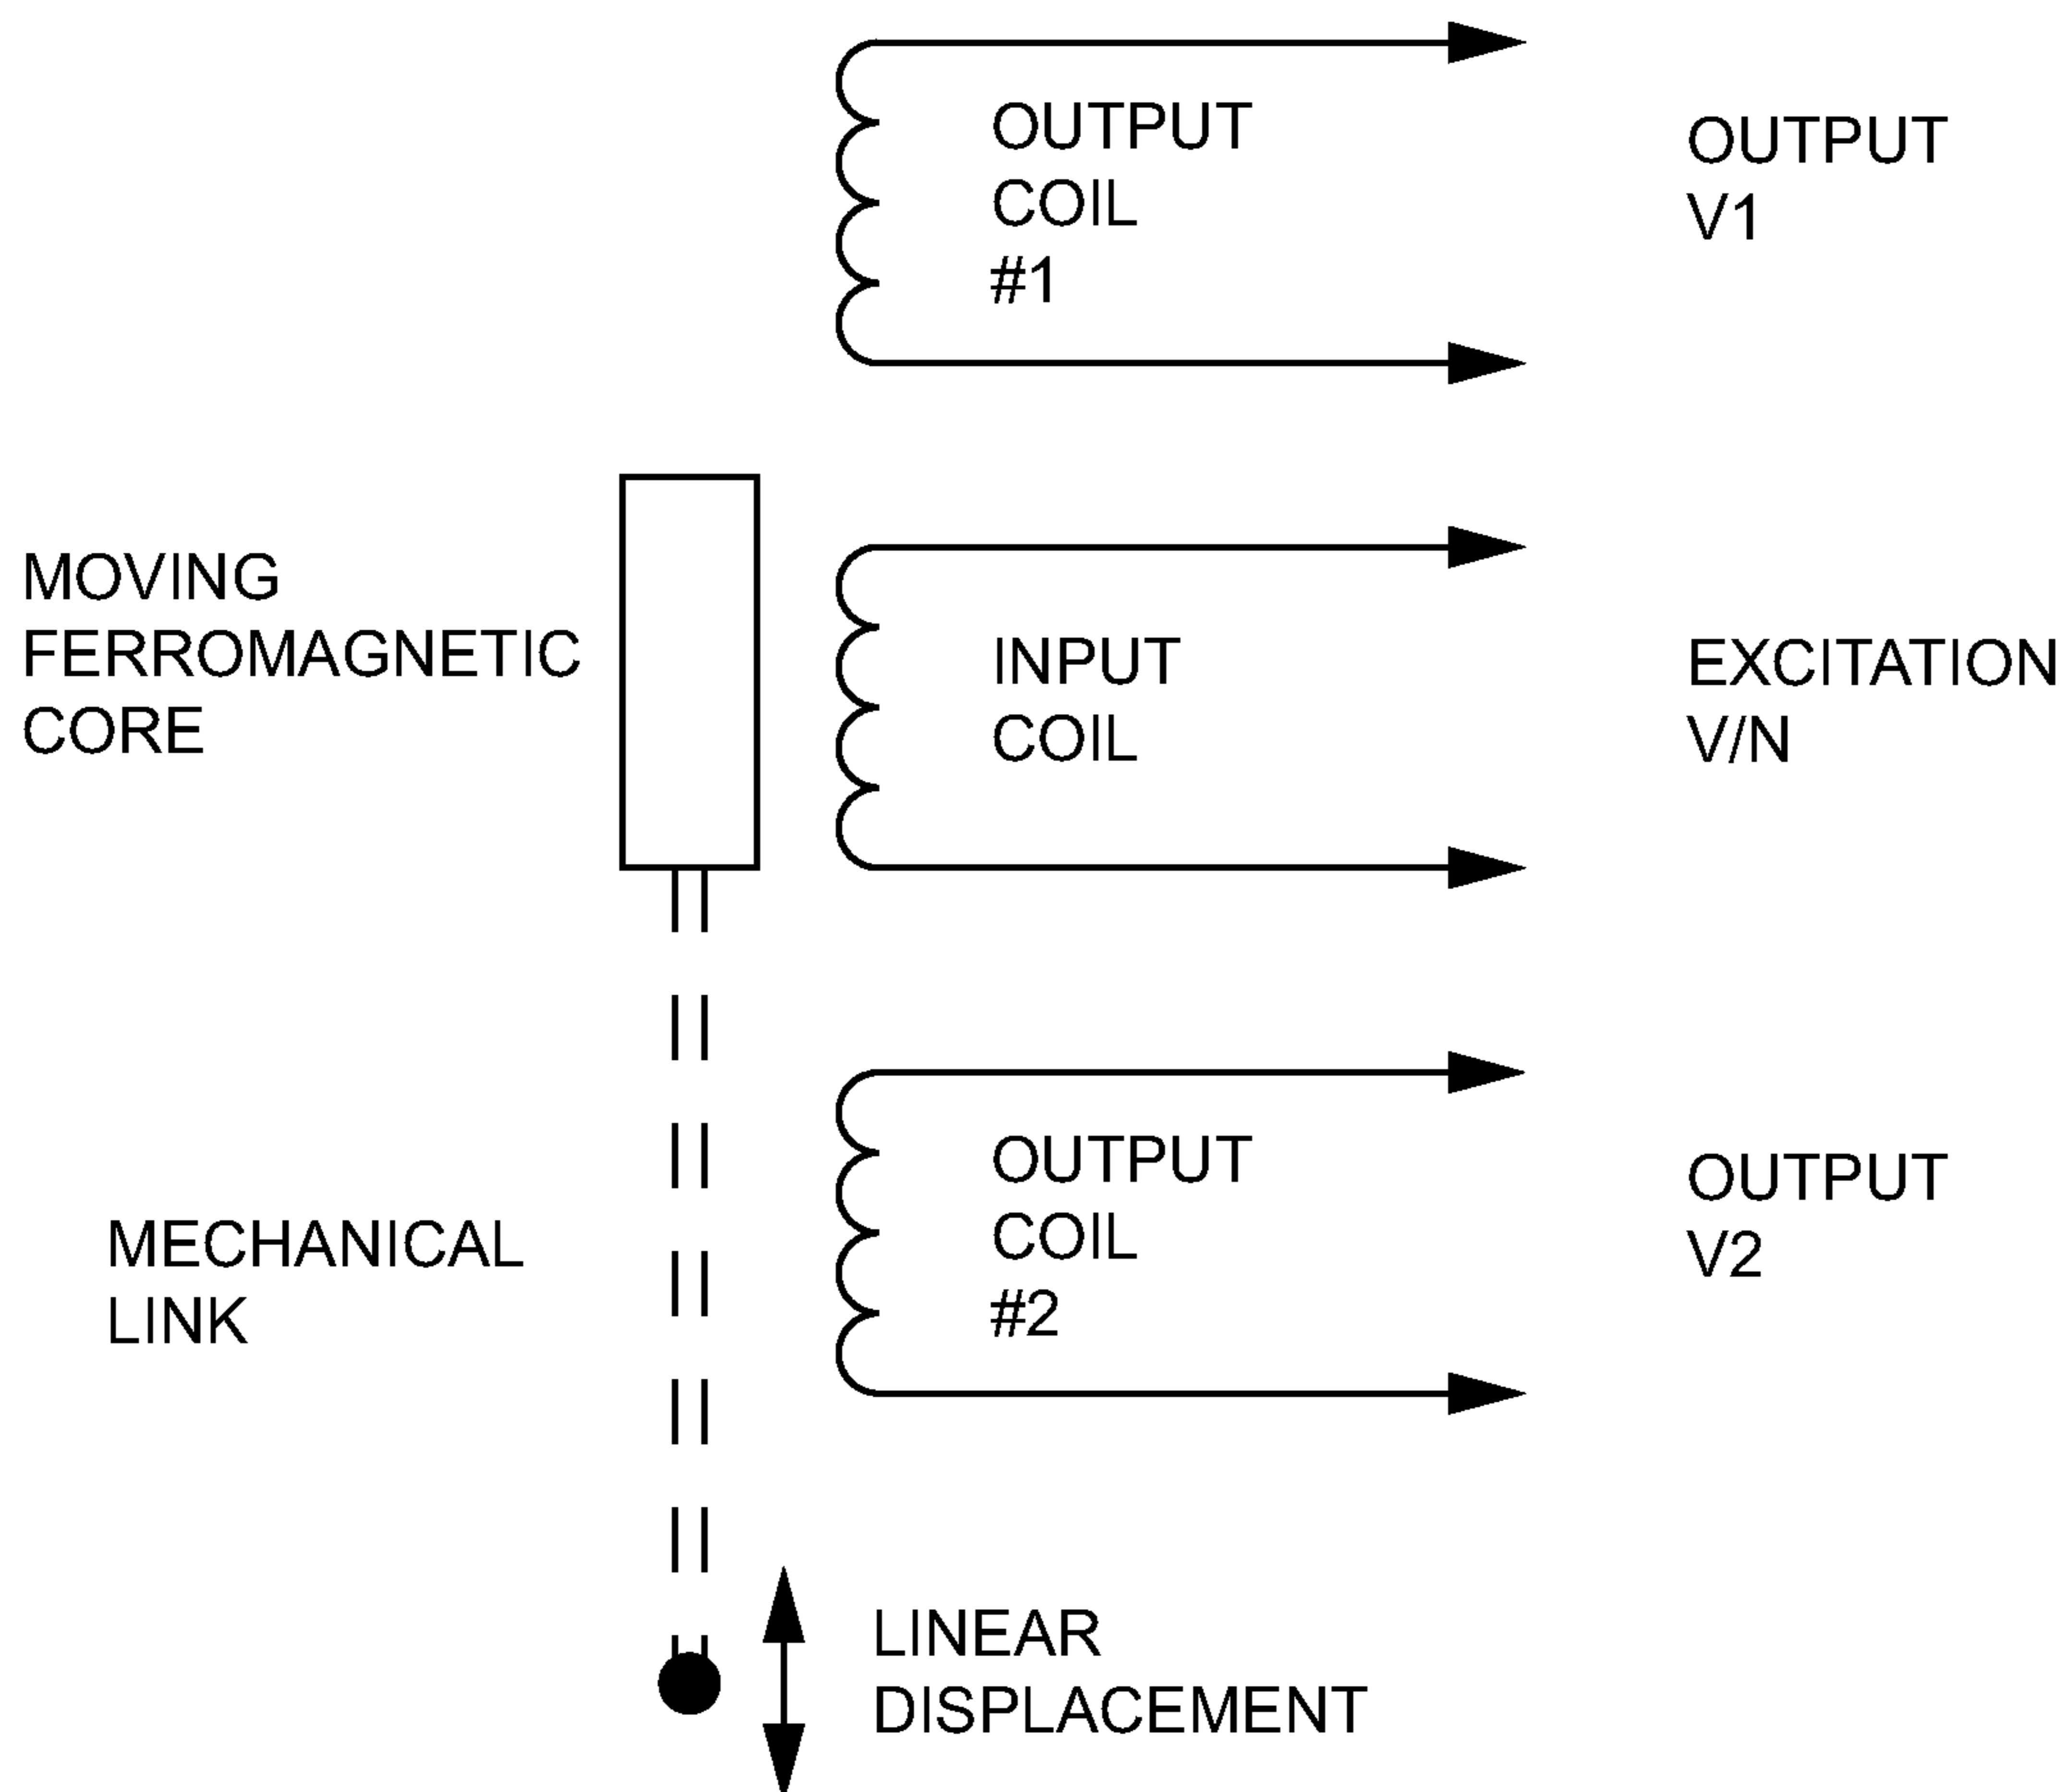 OUTPUT
COIL
#1
OUTPUT
V1
MOVING
FERROMAGNETIC
CORE
INPUT
COIL
EXCITATION
V/N
MECHANICAL
LINK
OUTPUT
COIL
#2
OUTPUT
V2
LINEAR
DISPLACEMENT